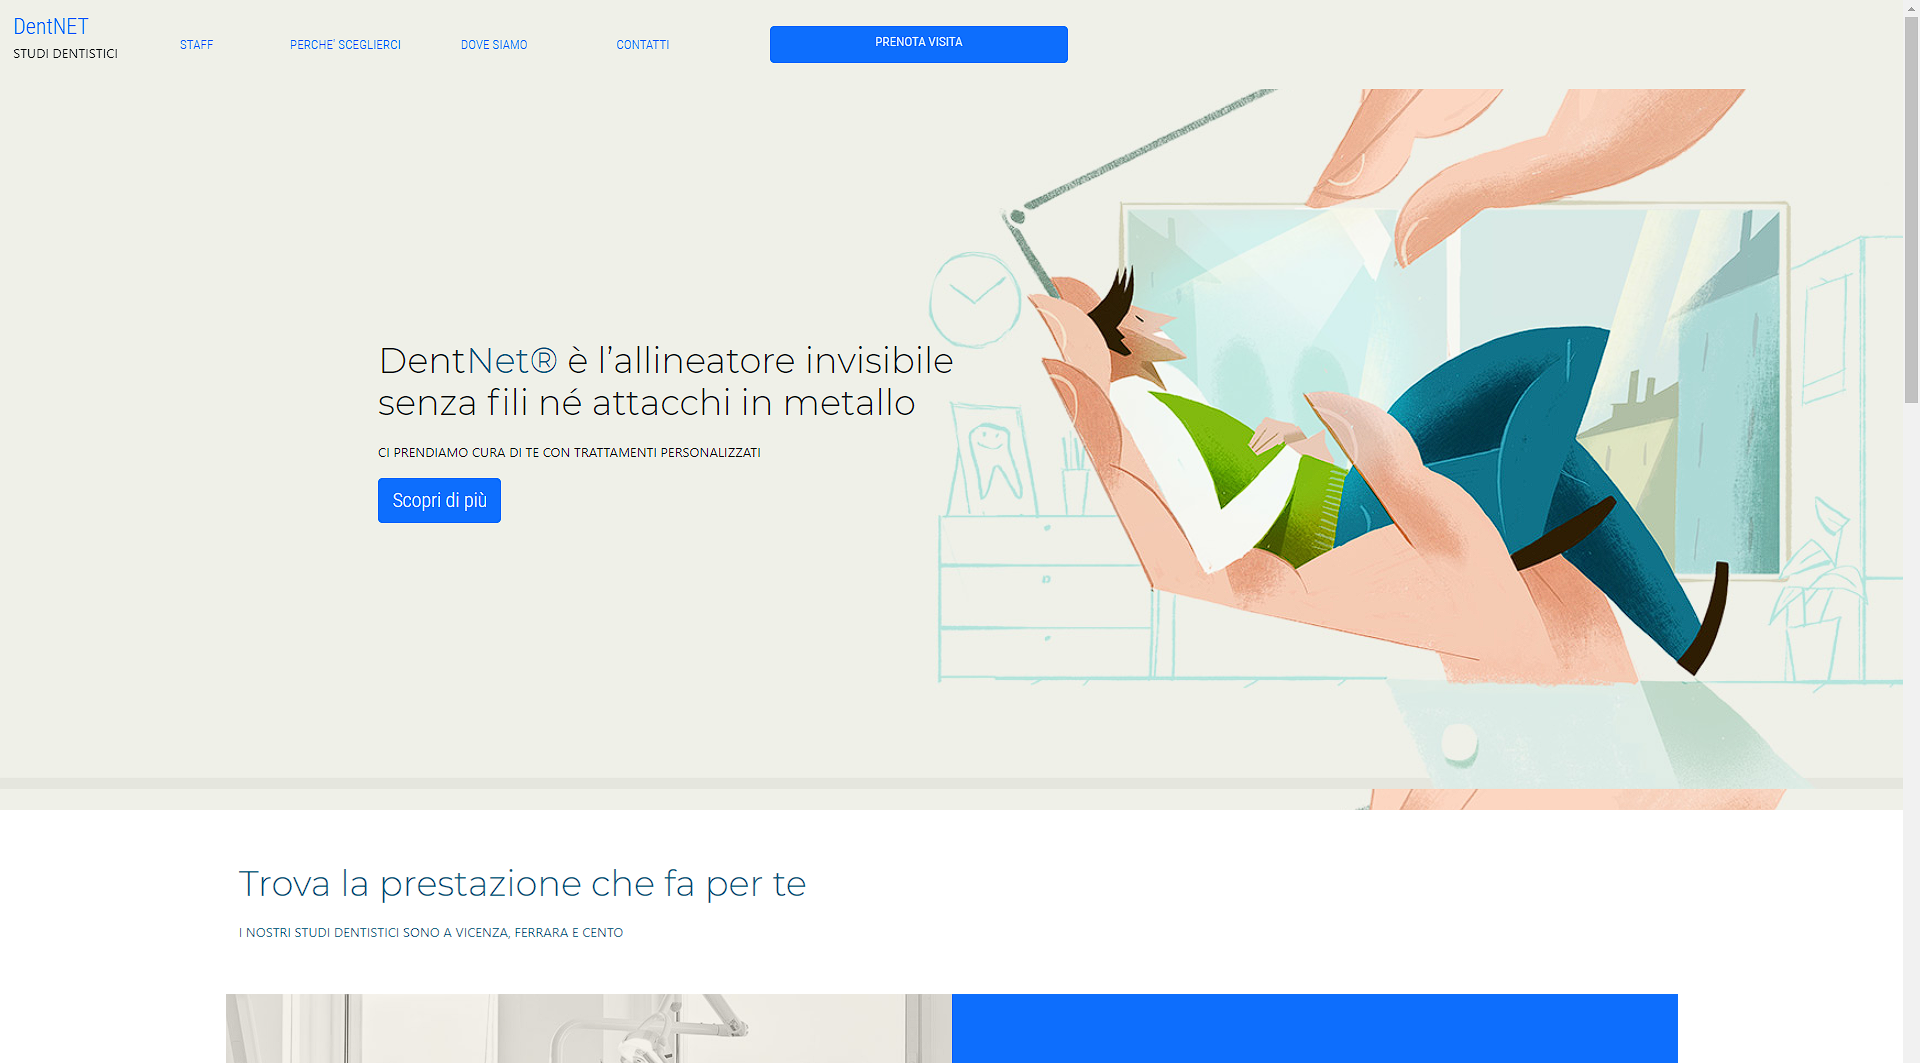 DentNET
STUDI DENTISTICI
STAFF
PERCHE' SCEGLIERCI
DOVE SIAMO
CONTATTI
PRENOTA VISITA
DentNet® è l’allineatore invisibile
senza fili né attacchi in metallo
CI PRENDIAMO CURA DI TE CON TRATTAMENTI PERSONALIZZATI
Scopri di più
Trova la prestazione che fa per te
I NOSTRI STUDI DENTISTICI SONO A VICENZA, FERRARA E CENTO